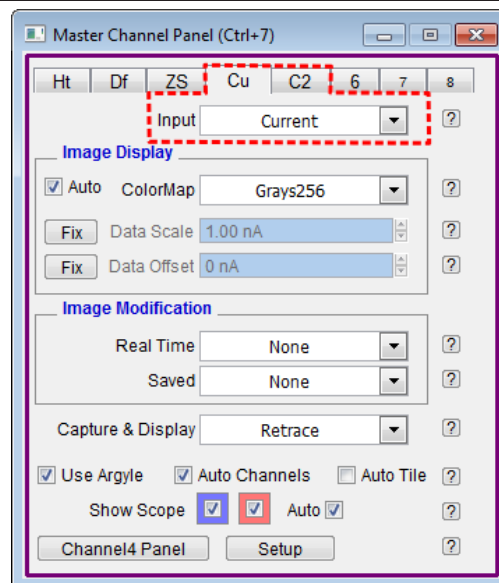 Master Channel Panel (Ctrl+7)
Ht Df ZS Cu C2 6 7 8
Input Current ?
Image Display
Auto ColorMap Grays256 ?
Fix Data Scale 1.00 nA ?
Fix Data Offset 0 nA ?
Image Modification
Real Time None ?
Saved None ?
Capture & Display Retrace ?
Use Argyle Auto Channels Auto Tile ?
Show Scope Auto ?
Channel4 Panel Setup ?